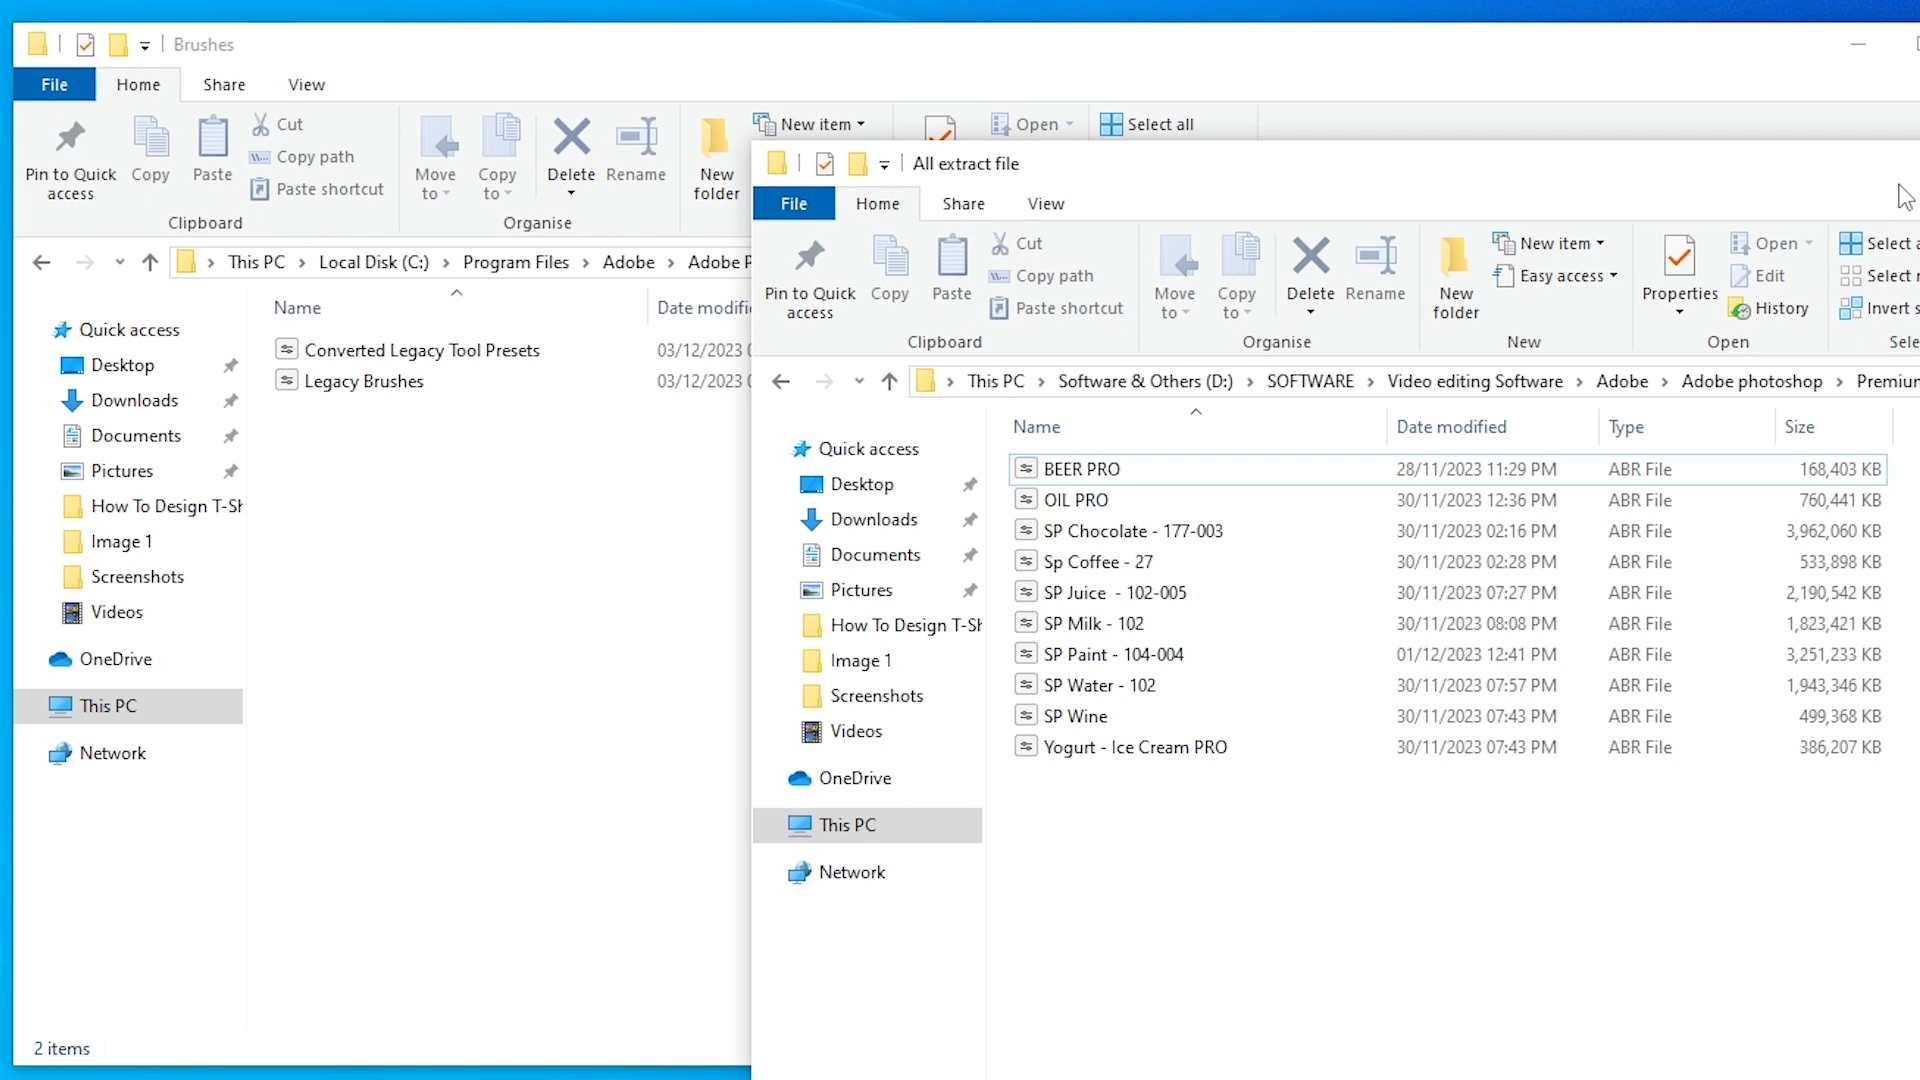 Brushes
File Home Share View
Pin to Quick access
Copy
Paste
Cut
Copy path
Paste shortcut
Clipboard
Move to
Copy to
Delete
Rename
Organise
New folder
New item
Open
Select all
This PC Local Disk (C:) Program Files Adobe Adobe P
Name Date modifi
Converted Legacy Tool Presets 03/12/2023
Legacy Brushes 03/12/2023
Quick access
Desktop
Downloads
Documents
Pictures
How To Design T-Sh
Image 1
Screenshots
Videos
OneDrive
This PC
Network
2 items
All extract file
File Home Share View
Pin to Quick access
Copy
Paste
Cut
Copy path
Paste shortcut
Clipboard
Move to
Copy to
Delete
Rename
Organise
New folder
New item
Easy access
New
Properties
Open
Edit
History
Open
Select a
Select n
Invert s
Sele
This PC Software & Others (D:) SOFTWARE Video editing Software Adobe Adobe photoshop Premium
Name Date modified Type Size
BEER PRO 28/11/2023 11:29 PM ABR File 168,403 KB
OIL PRO 30/11/2023 12:36 PM ABR File 760,441 KB
SP Chocolate - 177-003 30/11/2023 02:16 PM ABR File 3,962,060 KB
Sp Coffee - 27 30/11/2023 02:28 PM ABR File 533,898 KB
SP Juice - 102-005 30/11/2023 07:27 PM ABR File 2,190,542 KB
SP Milk - 102 30/11/2023 08:08 PM ABR File 1,823,421 KB
SP Paint - 104-004 01/12/2023 12:41 PM ABR File 3,251,233 KB
SP Water - 102 30/11/2023 07:57 PM ABR File 1,943,346 KB
SP Wine 30/11/2023 07:43 PM ABR File 499,368 KB
Yogurt - Ice Cream PRO 30/11/2023 07:43 PM ABR File 386,207 KB
Quick access
Desktop
Downloads
Documents
Pictures
How To Design T-Sh
Image 1
Screenshots
Videos
OneDrive
This PC
Network